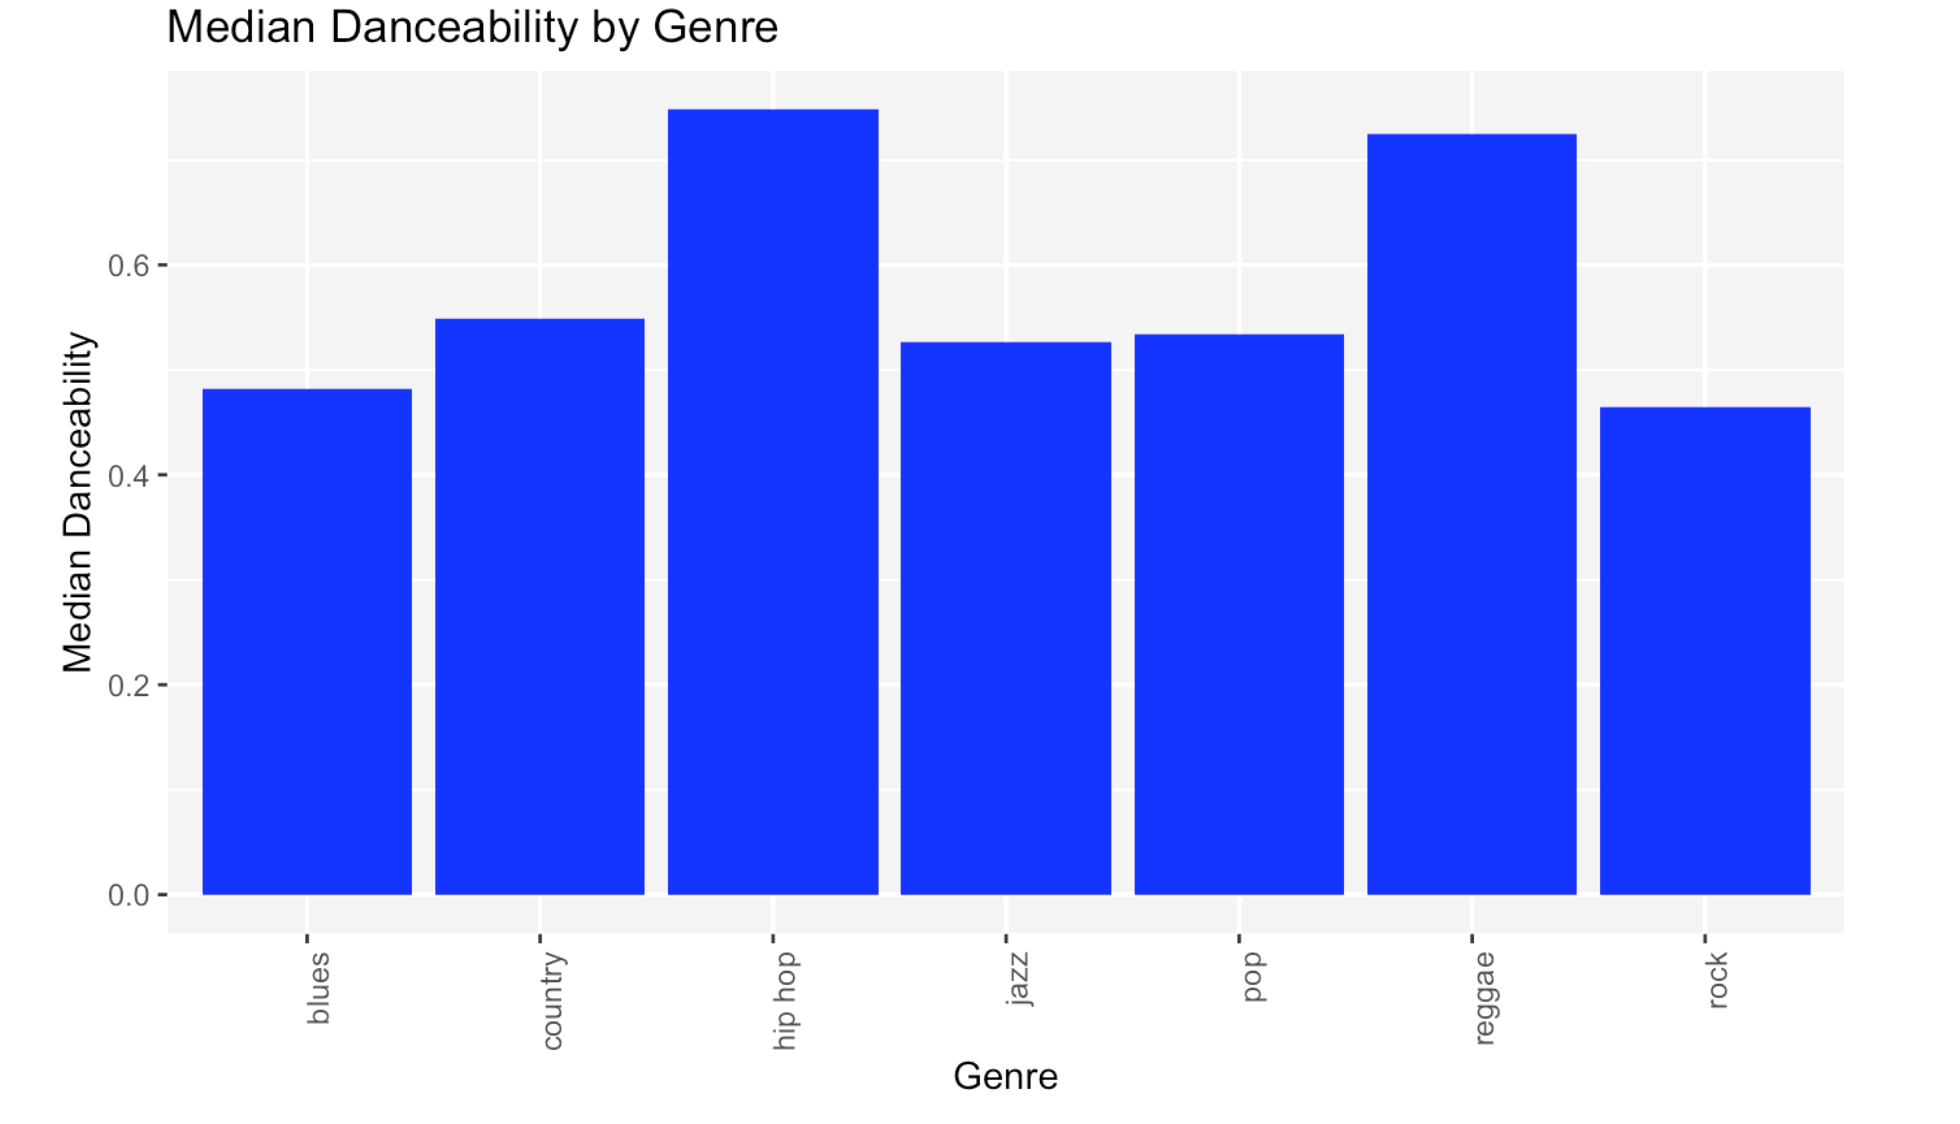 Median Danceability by Genre
Median Danceability
0.6
0.4
0.2
0.0
blues
country
hip hop
jazz
pop
reggae
rock
Genre